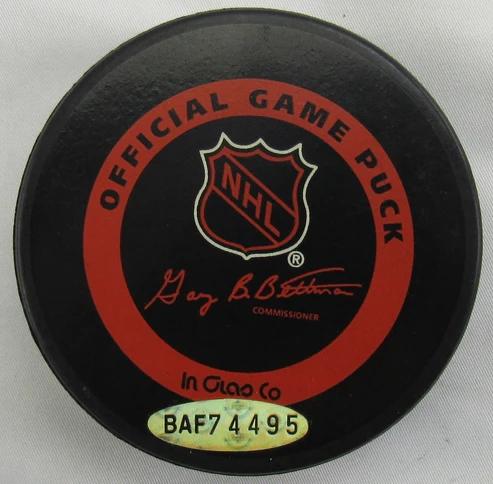 OFFICIAL GAME PUCK
NHL
®
Gary B. Bettman
COMMISSIONER
In Glas Co
BAF74495